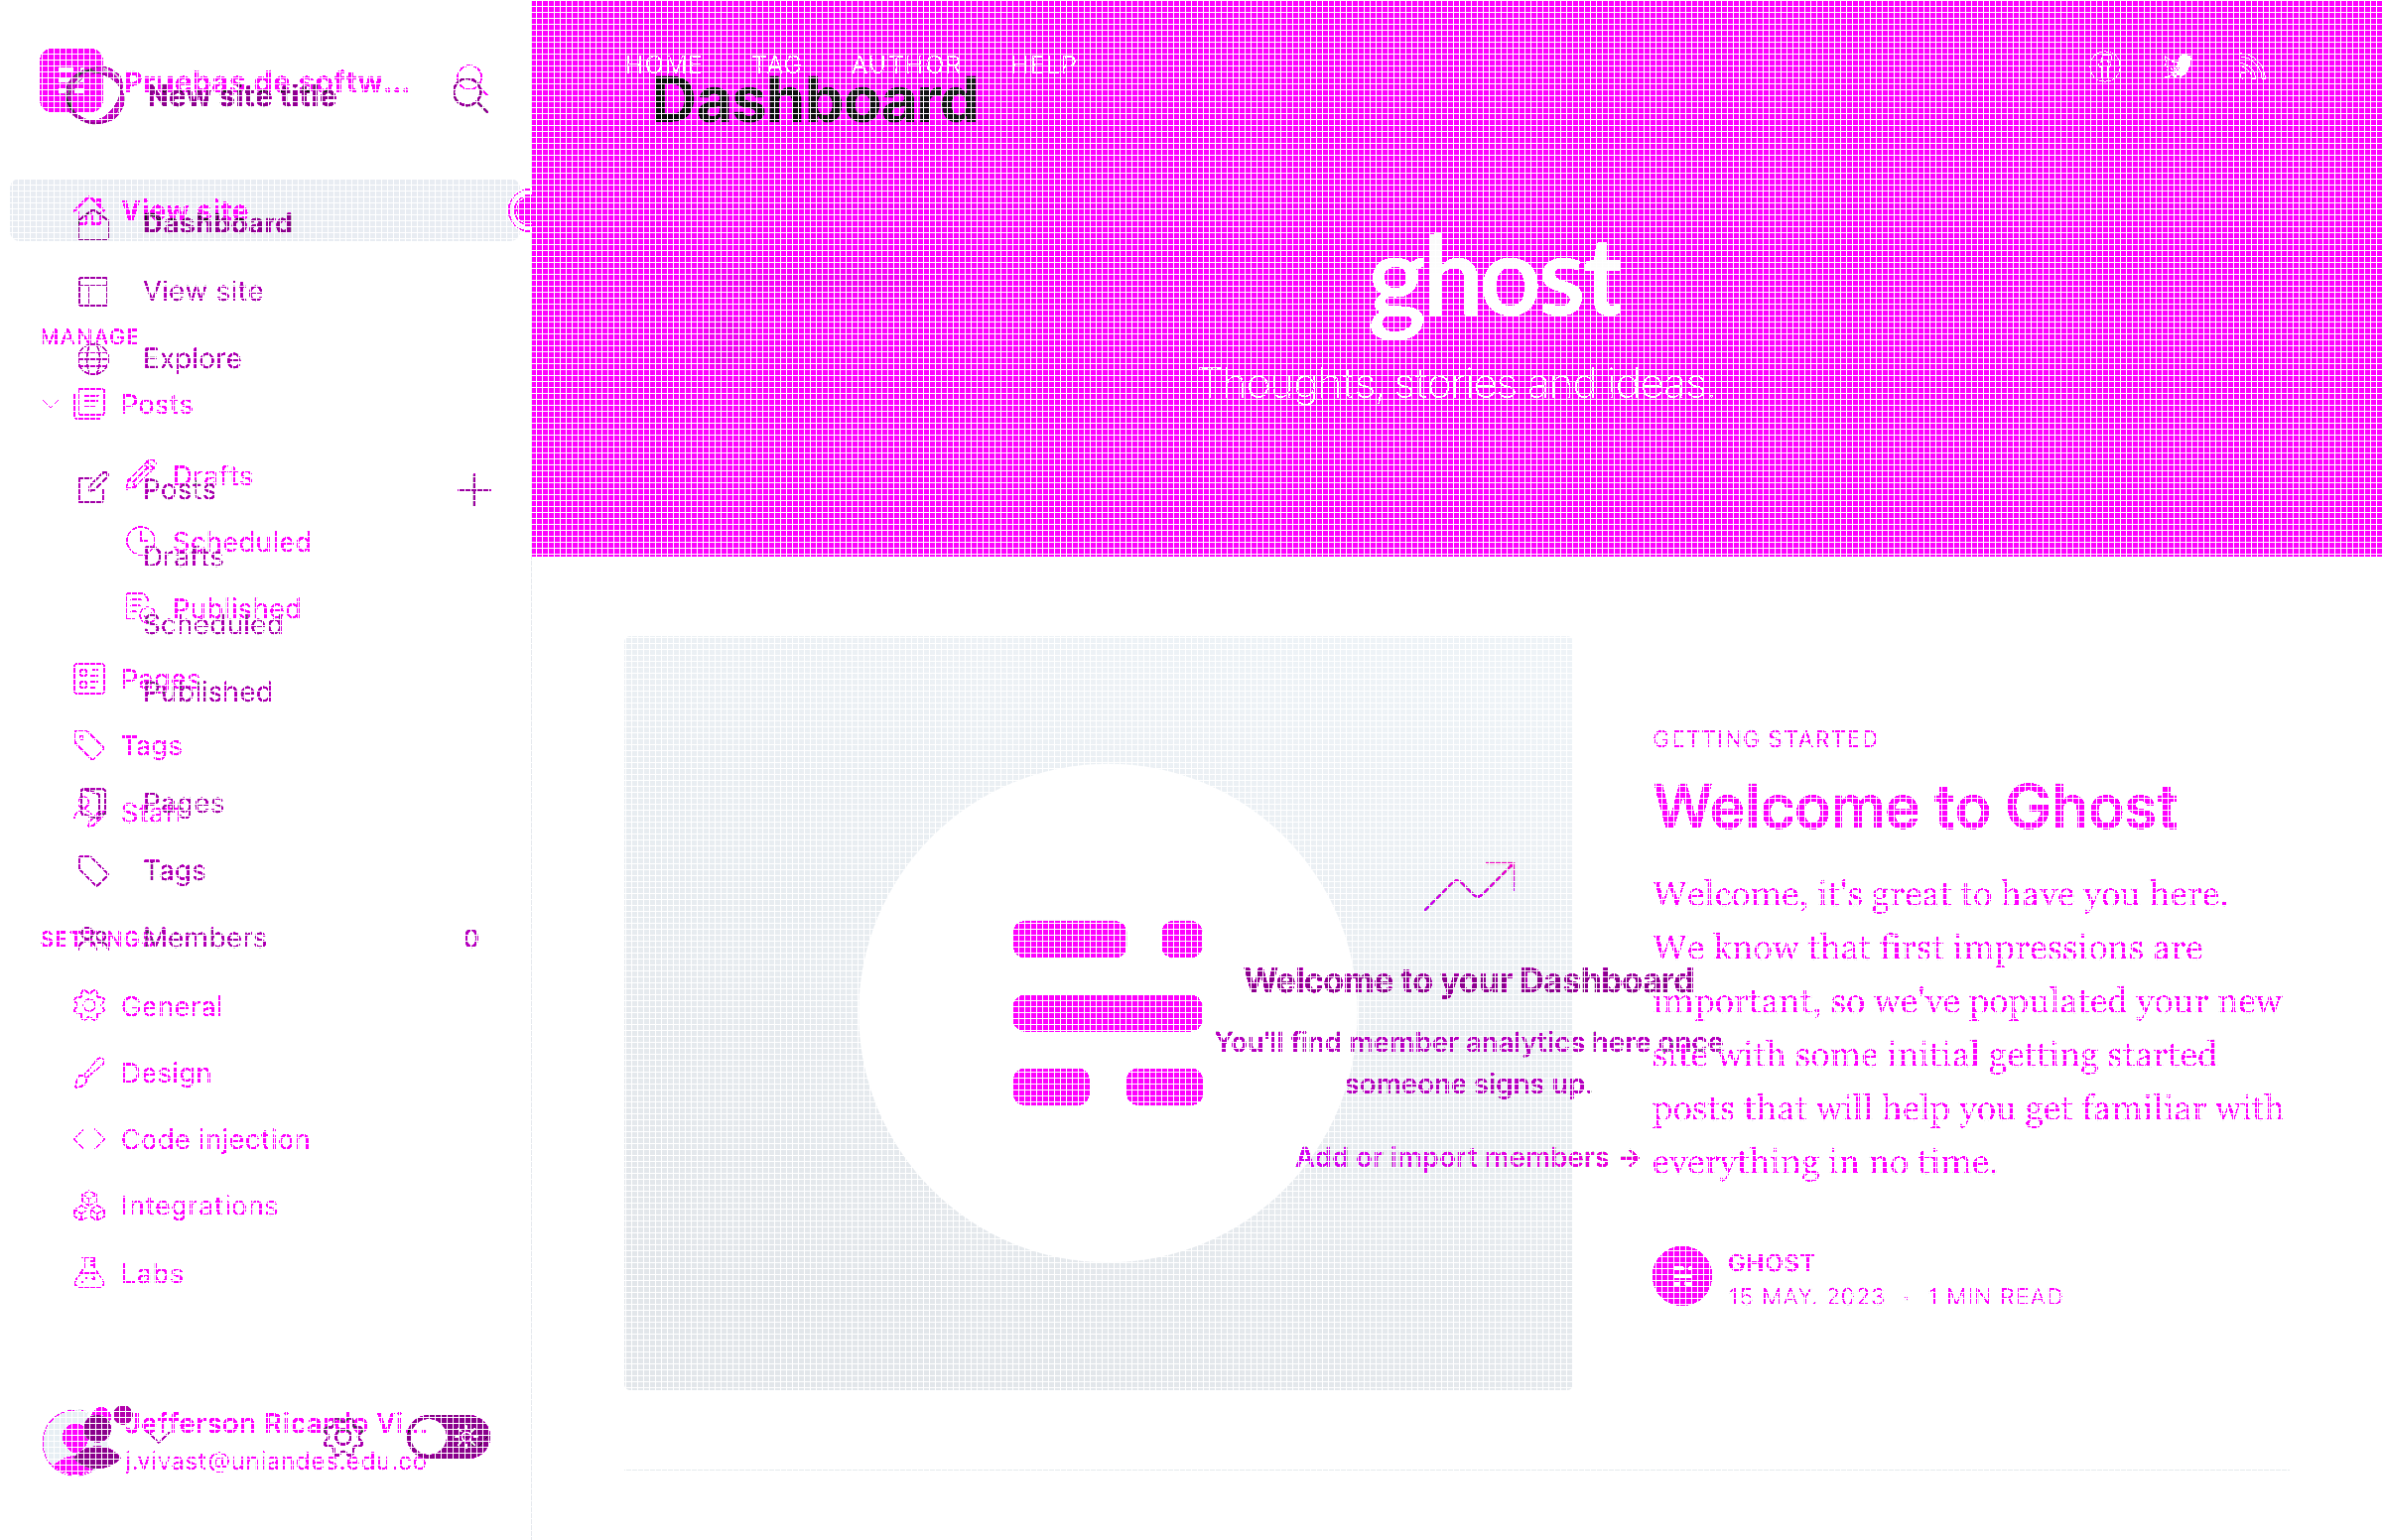 Pruebas de softw...
New site title
View site
Dashboard
View site
MANAGE
Explore
Posts
Drafts
Posts
Scheduled
Drafts
Published
Scheduled
Pages
Published
Tags
Pages
Staff
Tags
SETTINGS
Members 0
General
Design
Code injection
Integrations
Labs
Jefferson Ricardo Vi...
j.vivast@uniandes.edu.co
HOME TAG AUTHOR HELP
Dashboard
ghost
Thoughts, stories and ideas.
Welcome to your Dashboard
You'll find member analytics here once
someone signs up.
Add or import members →
GETTING STARTED
Welcome to Ghost
Welcome, it's great to have you here.
We know that first impressions are
important, so we've populated your new
site with some initial getting started
posts that will help you get familiar with
everything in no time.
GHOST
15 MAY. 2023 • 1 MIN READ